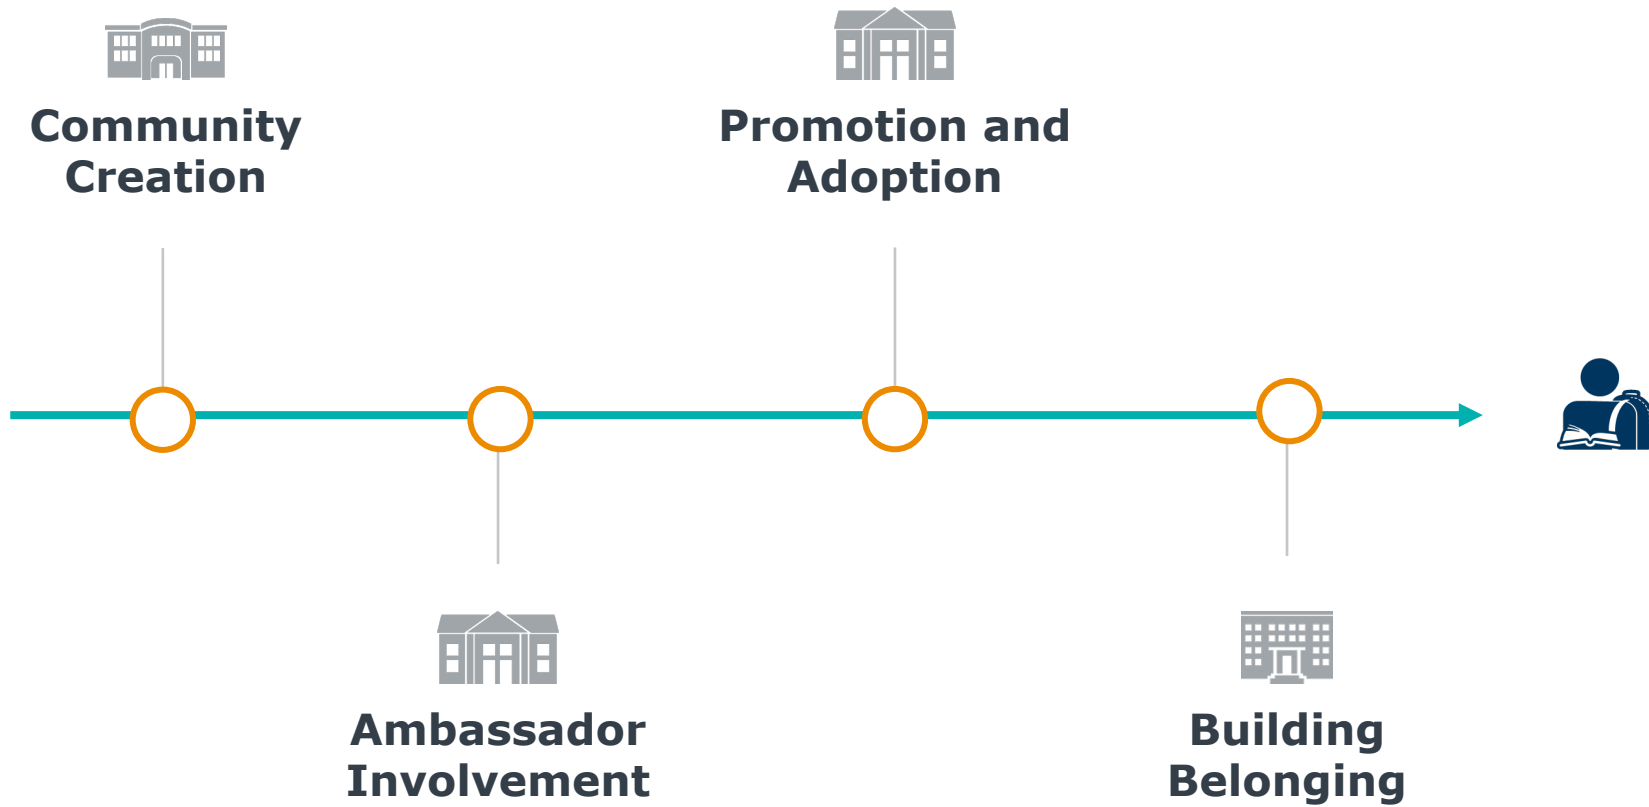 Community
Creation
Promotion and
Adoption
Ambassador
Involvement
Building
Belonging